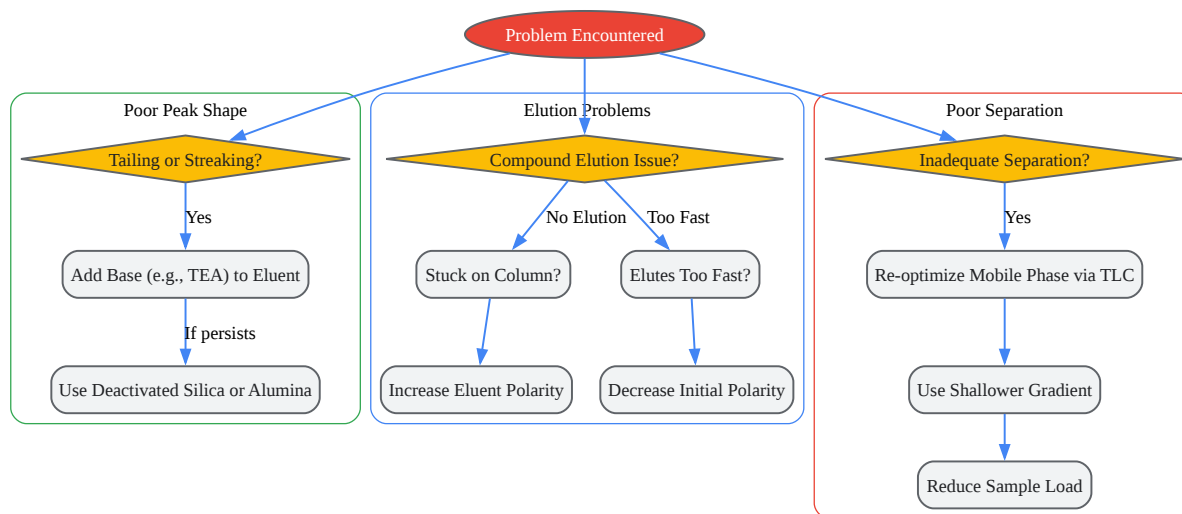 Problem Encountered
Poor Peak Shape
Tailing or Streaking?
Yes
Add Base (e.g., TEA) to Eluent
If persists
Use Deactivated Silica or Alumina
Elution Problems
Compound Elution Issue?
No Elution
Too Fast
Stuck on Column?
Elutes Too Fast?
Increase Eluent Polarity
Decrease Initial Polarity
Poor Separation
Inadequate Separation?
Yes
Re-optimize Mobile Phase via TLC
Use Shallower Gradient
Reduce Sample Load